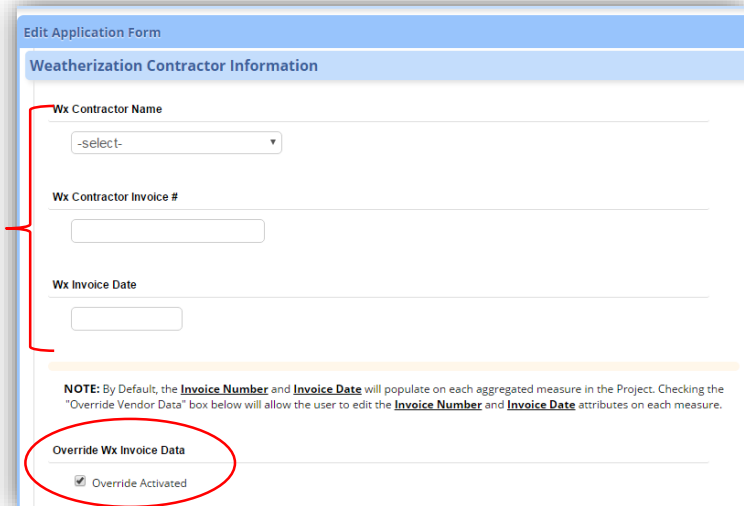 Edit Application Form
Weatherization Contractor Information
Wx Contractor Name
-select-
Wx Contractor Invoice #
Wx Invoice Date
NOTE: By Default, the Invoice Number and Invoice Date will populate on each aggregated measure in the Project. Checking the
"Override Vendor Data" box below will allow the user to edit the Invoice Number and Invoice Date attributes on each measure.
Override Wx Invoice Data
Override Activated